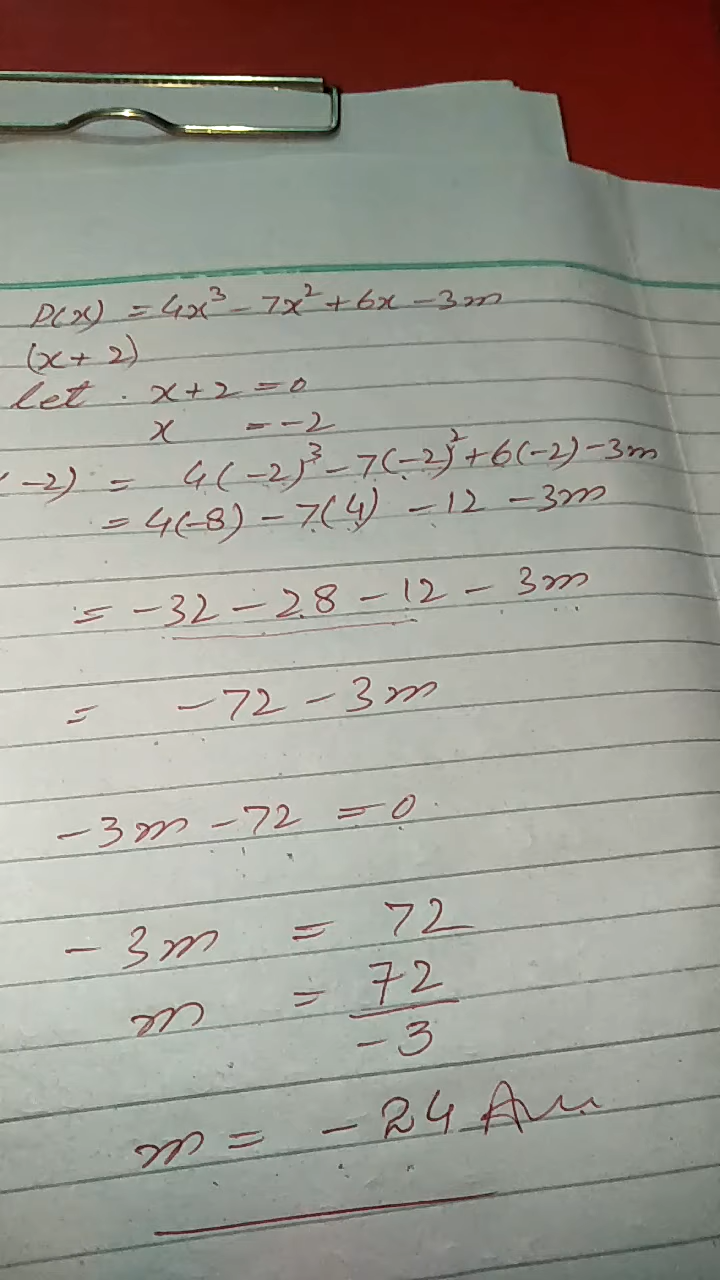 P(x) = 4x³ - 7x² + 6x - 3m
(x + 2)
let . x + 2 = 0
x = -2
(-2) = 4(-2)³ - 7(-2)² + 6(-2) - 3m
= 4(-8) - 7(4) - 12 - 3m
= -32 - 28 - 12 - 3m
= -72 - 3m
-3m - 72 = 0
-3m = 72
m = 72
-3
m = -24 Ans